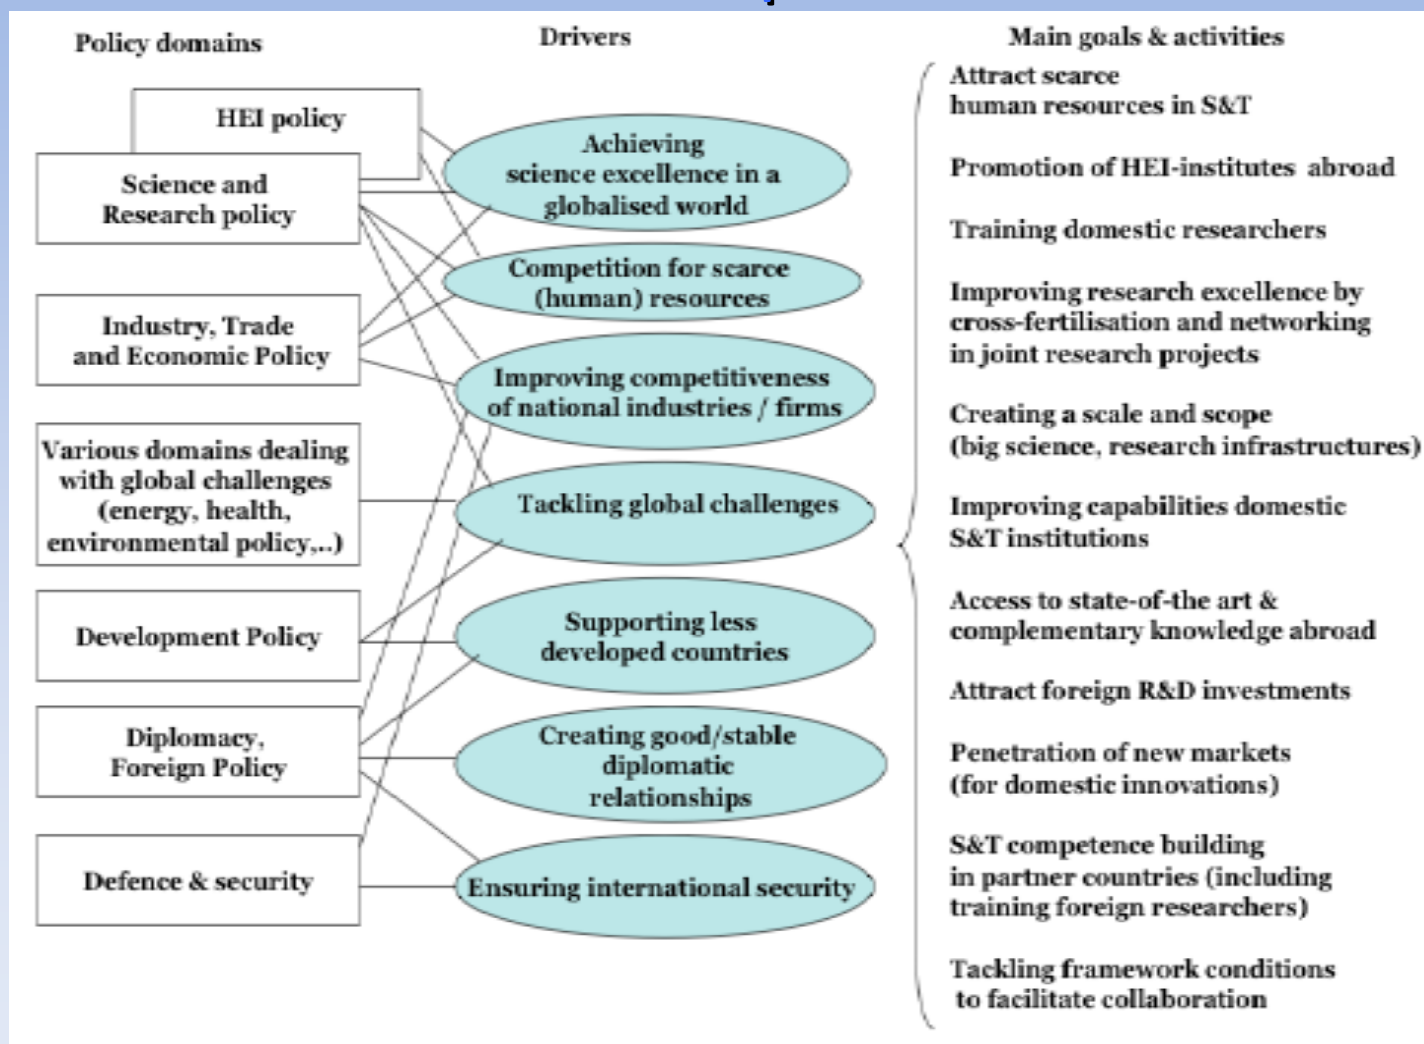 Policy domains
HEI policy
Science and
Research policy
Industry, Trade
and Economic Policy
Various domains dealing
with global challenges
(energy, health,
environmental policy,..)
Development Policy
Diplomacy,
Foreign Policy
Defence & security
Drivers
Achieving
science excellence in a
globalised world
Competition for scarce
(human) resources
Improving competitiveness
of national industries / firms
Tackling global challenges
Supporting less
developed countries
Creating good/stable
diplomatic
relationships
Ensuring international security
Main goals & activities
Attract scarce
human resources in S&T
Promotion of HEI-institutes abroad
Training domestic researchers
Improving research excellence by
cross-fertilisation and networking
in joint research projects
Creating a scale and scope
(big science, research infrastructures)
Improving capabilities domestic
S&T institutions
Access to state-of-the art &
complementary knowledge abroad
Attract foreign R&D investments
Penetration of new markets
(for domestic innovations)
S&T competence building
in partner countries (including
training foreign researchers)
Tackling framework conditions
to facilitate collaboration